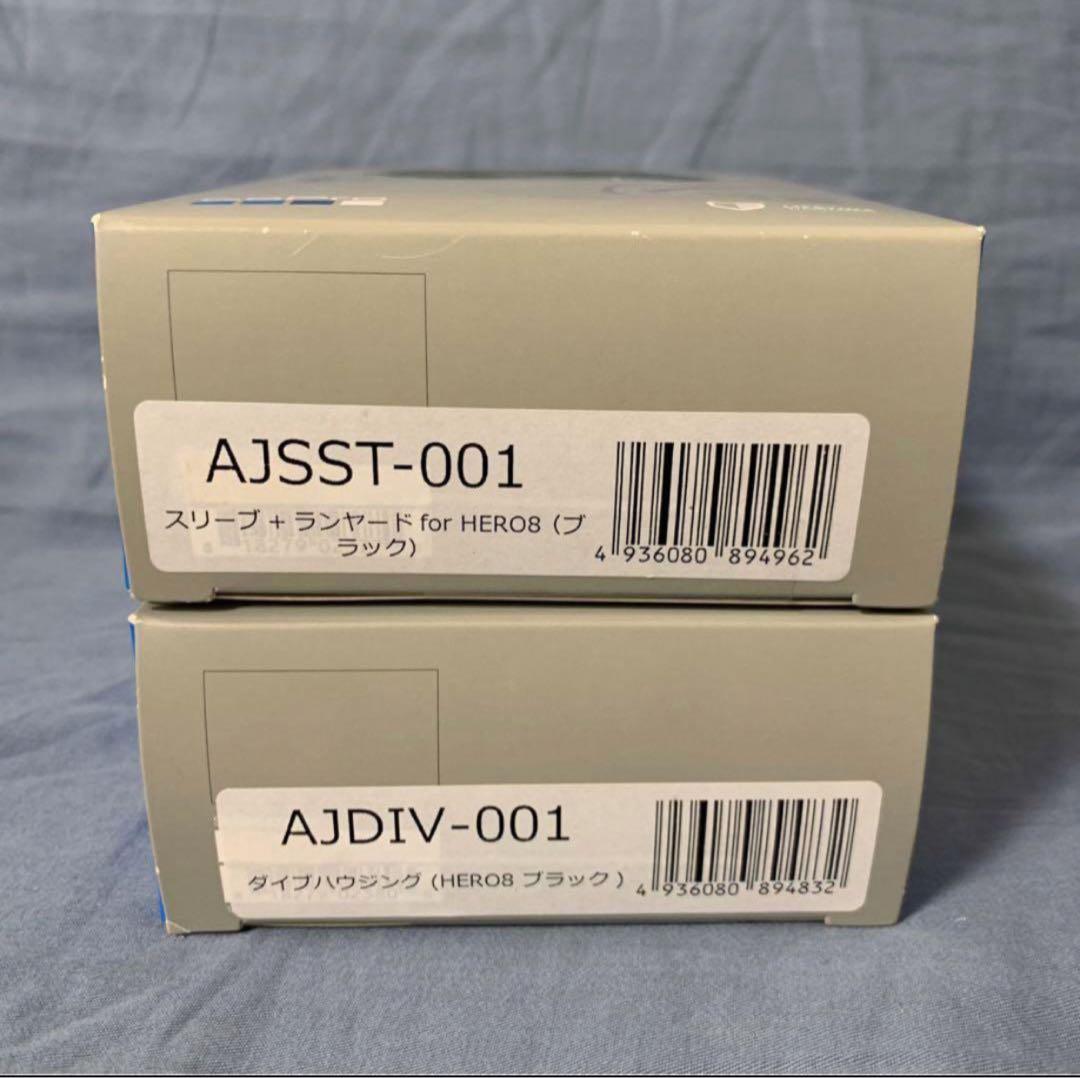 AJSST-001
スリーブ + ランヤード for HERO8（ブ
ラック）
4 936080 894962
AJDIV-001
ダイブハウジング (HERO8 ブラック )
4 936080 894832